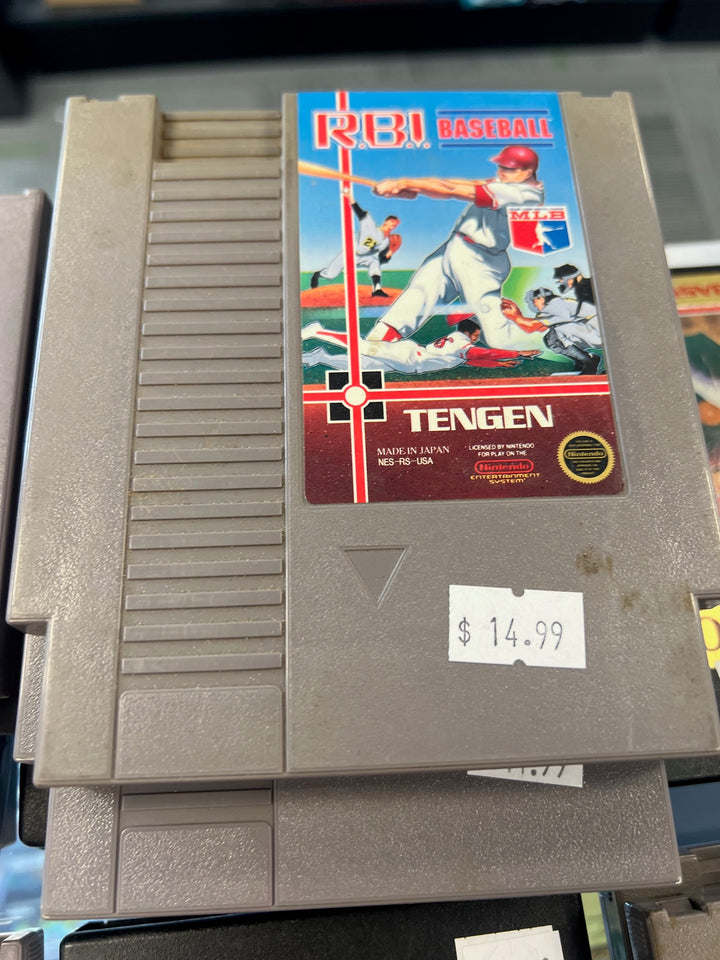 R.B.I. BASEBALL
MLB
24
TENGEN
MADE IN JAPAN
NES-RS-USA
LICENSED BY NINTENDO
FOR PLAY ON THE
Nintendo
ENTERTAINMENT
SYSTEM
Nintendo
$ 14.99